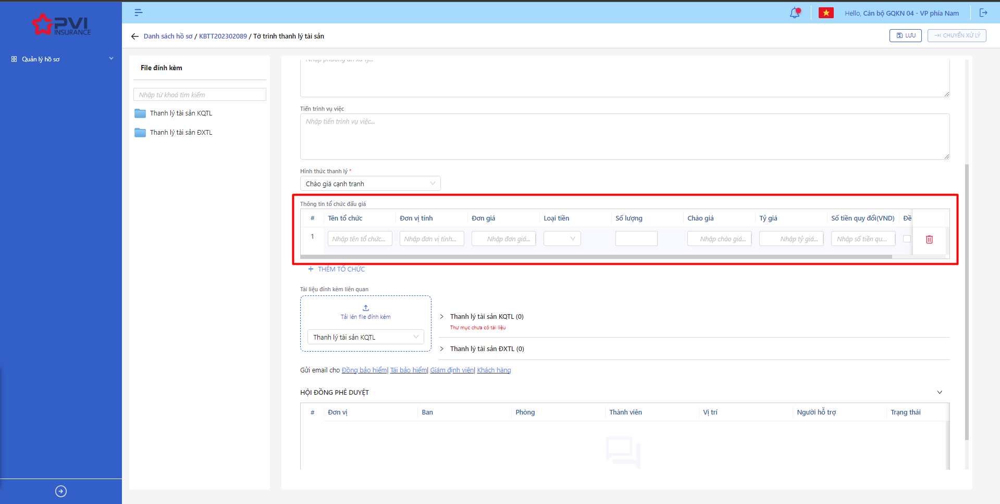 PVI
INSURANCE
Hello, Cán bộ GQKN 04 - VP phía Nam
Quản lý hồ sơ
Danh sách hồ sơ / KBTT202302089 / Tờ trình thanh lý tài sản
LƯU
CHUYỂN XỬ LÝ
File đính kèm
Nhập từ khoá tìm kiếm
Thanh lý tài sản KQTL
Thanh lý tài sản ĐXTL
Nhập phương án xử lý...
Tiến trình vụ việc
Nhập tiến trình vụ việc...
Hình thức thanh lý *
Chào giá cạnh tranh
Thông tin tổ chức đấu giá
# Tên tổ chức Đơn vị tính Đơn giá Loại tiền Số lượng Chào giá Tỷ giá Số tiền quy đổi(VND) Đề
1 Nhập tên tổ chức... Nhập đơn vị tính... Nhập đơn giá... Nhập chào giá... Nhập tỷ giá... Nhập số tiền qu...
+ THÊM TỔ CHỨC
Tài liệu đính kèm liên quan
Tải lên file đính kèm
Thanh lý tài sản KQTL
Thanh lý tài sản KQTL (0)
Thư mục chưa có tài liệu
Thanh lý tài sản ĐXTL (0)
Gửi email cho Đồng bảo hiểm| Tái bảo hiểm| Giám định viên| Khách hàng
HỘI ĐỒNG PHÊ DUYỆT
# Đơn vị Ban Phòng Thành viên Vị trí Người hỗ trợ Trạng thái